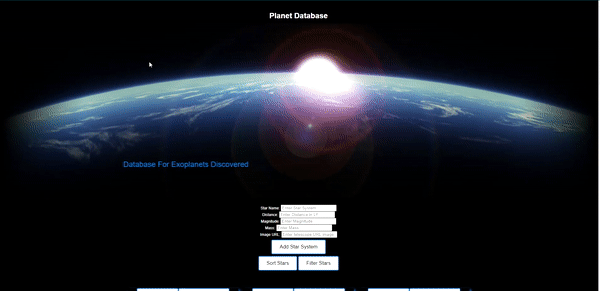 Planet Database
Database For Exoplanets Discovered
Star Name: Enter Star System
Distance: Enter Distance in LY
Magnitude: Enter Magnitude
Mass: Enter Mass
Image URL: Enter Telescope URL Image
Add Star System
Sort Stars Filter Stars